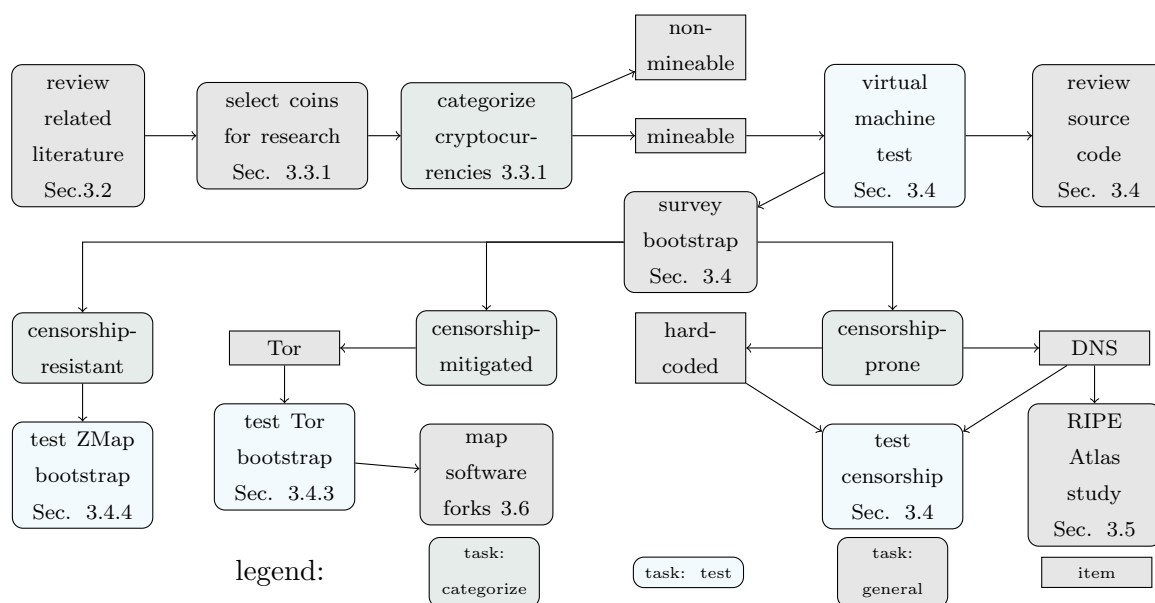 review
related
literature
Sec.3.2
select coins
for research
Sec. 3.3.1
categorize
cryptocur-
rencies 3.3.1
non-
mineable
mineable
virtual
machine
test
Sec. 3.4
review
source
code
Sec. 3.4
survey
bootstrap
Sec. 3.4
censorship-
resistant
Tor
censorship-
mitigated
hard-
coded
censorship-
prone
DNS
test ZMap
bootstrap
Sec. 3.4.4
test Tor
bootstrap
Sec. 3.4.3
map
software
forks 3.6
test
censorship
Sec. 3.4
RIPE
Atlas
study
Sec. 3.5
legend:
task:
categorize
task: test
task:
general
item